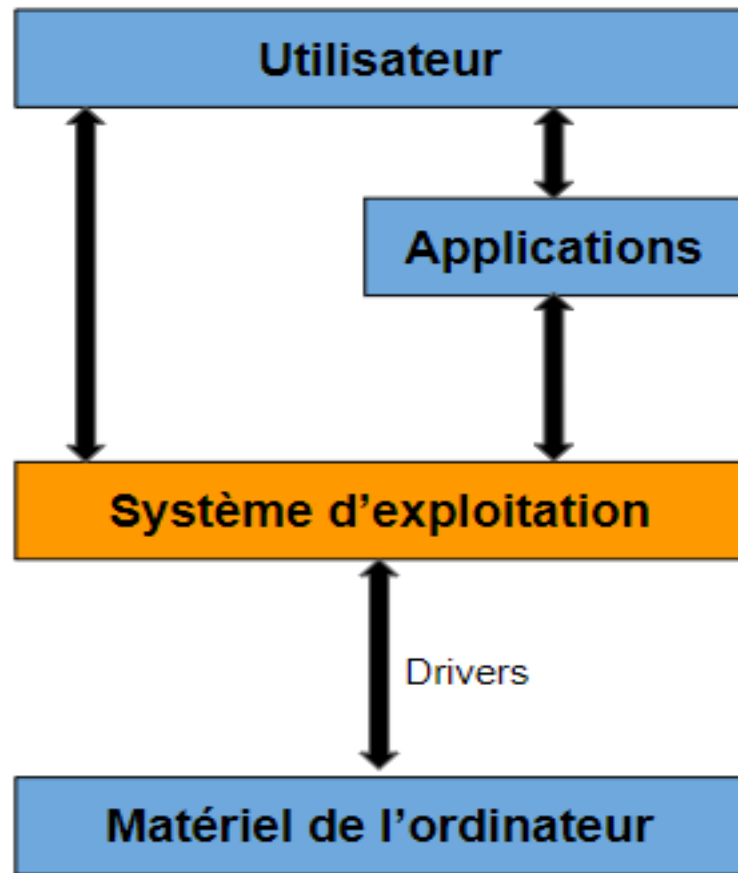 Utilisateur
Applications
Système d’exploitation
Drivers
Matériel de l’ordinateur